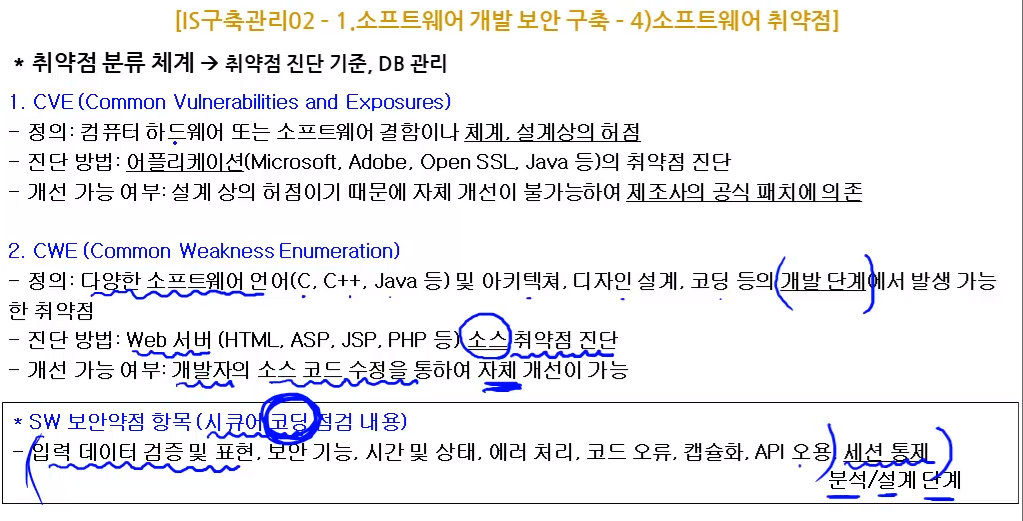 [IS구축관리02 - 1.소프트웨어 개발 보안 구축 - 4)소프트웨어 취약점]
* 취약점 분류 체계 → 취약점 진단 기준, DB 관리
1. CVE (Common Vulnerabilities and Exposures)
- 정의: 컴퓨터 하드웨어 또는 소프트웨어 결함이나 체계, 설계상의 허점
- 진단 방법: 어플리케이션(Microsoft, Adobe, Open SSL, Java 등)의 취약점 진단
- 개선 가능 여부: 설계 상의 허점이기 때문에 자체 개선이 불가능하여 제조사의 공식 패치에 의존
2. CWE (Common Weakness Enumeration)
- 정의: 다양한 소프트웨어 언어(C, C++, Java 등) 및 아키텍쳐, 디자인 설계, 코딩 등의 개발 단계에서 발생 가능
한 취약점
- 진단 방법: Web 서버 (HTML, ASP, JSP, PHP 등) 소스 취약점 진단
- 개선 가능 여부: 개발자의 소스 코드 수정을 통하여 자체 개선이 가능
* SW 보안약점 항목 (시큐어 코딩 점검 내용)
- 입력 데이터 검증 및 표현, 보안 기능, 시간 및 상태, 에러 처리, 코드 오류, 캡슐화, API 오용, 세션 통제
분석/설계 단계